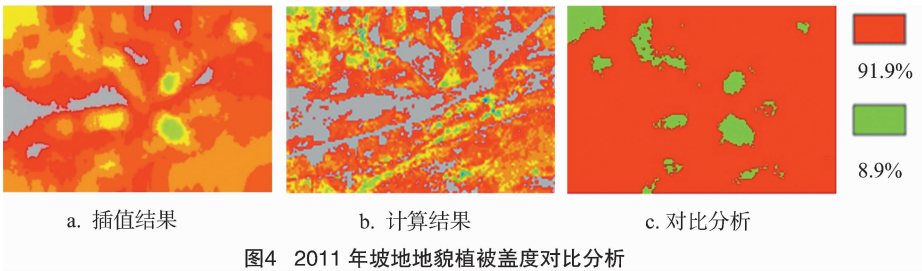 91.9%
8.9%
a. 插值结果
b. 计算结果
c. 对比分析
图4 2011 年坡地地貌植被盖度对比分析